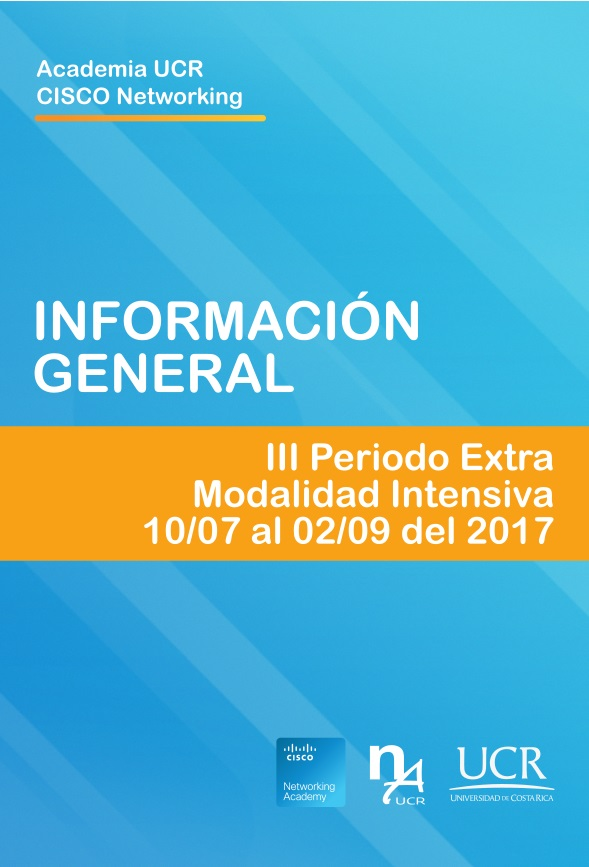 Academia UCR
CISCO Networking
INFORMACIÓN
GENERAL
III Periodo Extra
Modalidad Intensiva
10/07 al 02/09 del 2017
CISCO
Networking
Academy
nA
UCR
UCR
UNIVERSIDAD DE COSTA RICA